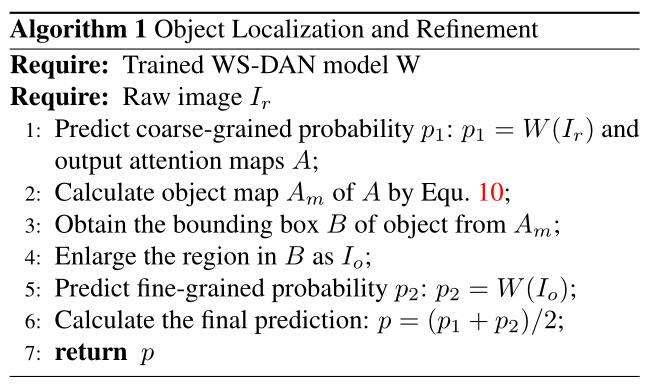 Algorithm 1 Object Localization and Refinement
Require: Trained WS-DAN model W
Require: Raw image I_r
1: Predict coarse-grained probability p_1: p_1 = W(I_r) and
output attention maps A;
2: Calculate object map A_m of A by Equ. 10;
3: Obtain the bounding box B of object from A_m;
4: Enlarge the region in B as I_o;
5: Predict fine-grained probability p_2: p_2 = W(I_o);
6: Calculate the final prediction: p = (p_1 + p_2)/2;
7: return p